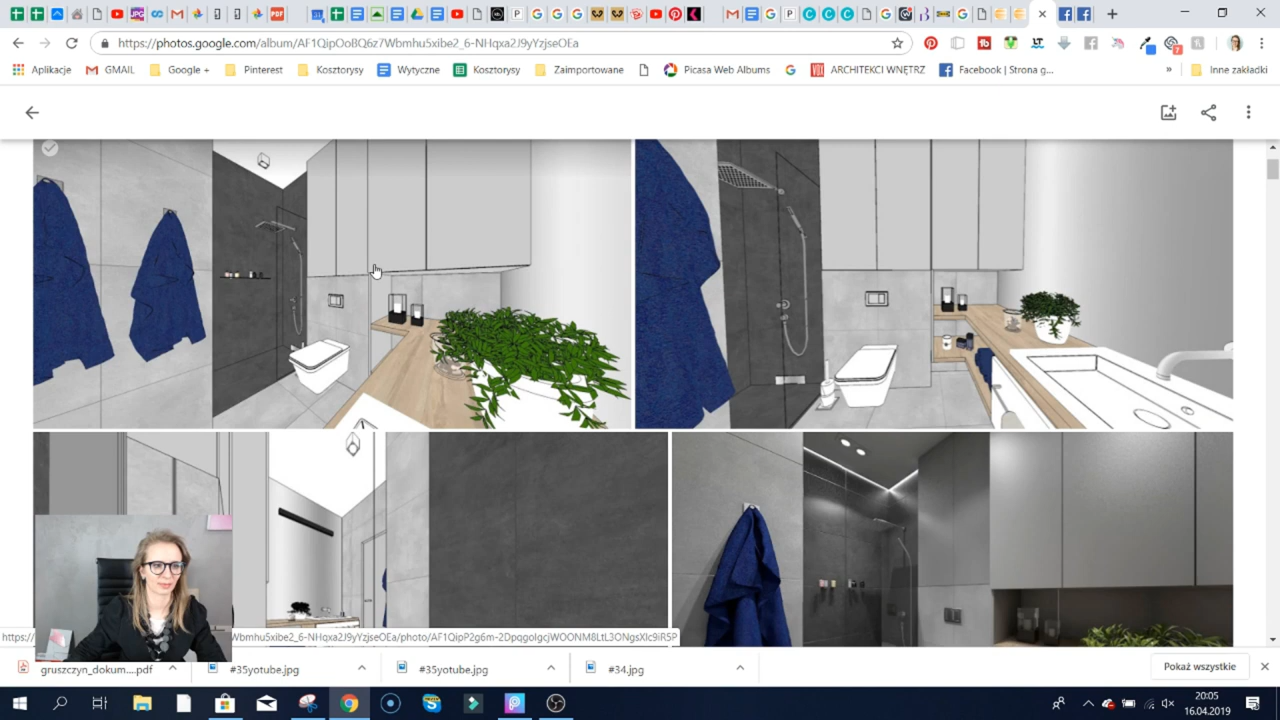 https://photos.google.com/album/AF1QipOoBQ6z7Wbmhu5xibe2_6-NHqxa2J9yYzjseOEa
Aplikacje GMAIL Google + Pinterest Kosztorysy Wytyczne Kosztorysy Zaimportowane Picasa Web Albums ARCHITEKCI WNĘTRZ Facebook | Strona g... » Inne zakładki
Wbmhu5xibe2_6-NHqxa2J9yYzjseOEa/photo/AF1QipP2g6m-2DpqgoIgcjWOONM8LtL3ONgsXIc9iR5P
gruszczyn_dokum....pdf #35yotube.jpg #35yotube.jpg #34.jpg Pokaż wszystkie
20:05
16.04.2019